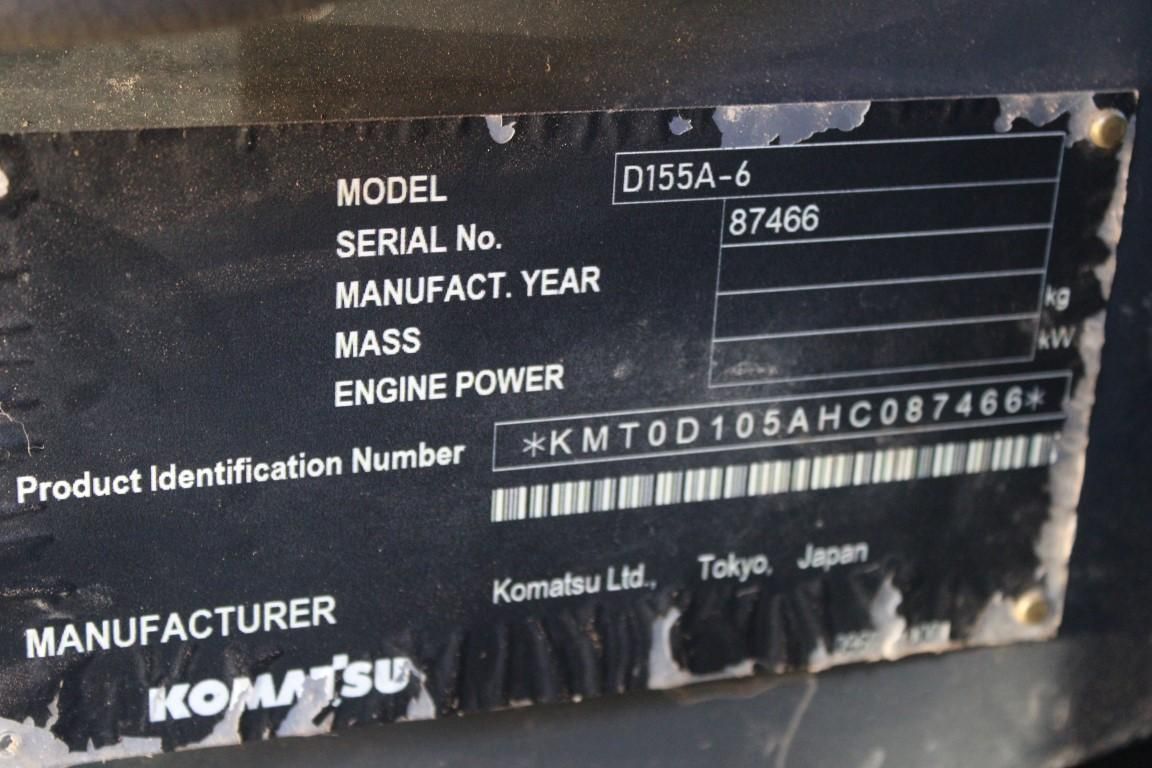 MODEL D155A-6
SERIAL No. 87466
MANUFACT. YEAR
MASS kg
ENGINE POWER kW
Product Identification Number *KMT0D105AHC087466*
Komatsu Ltd., Tokyo, Japan
MANUFACTURER
KOMATSU